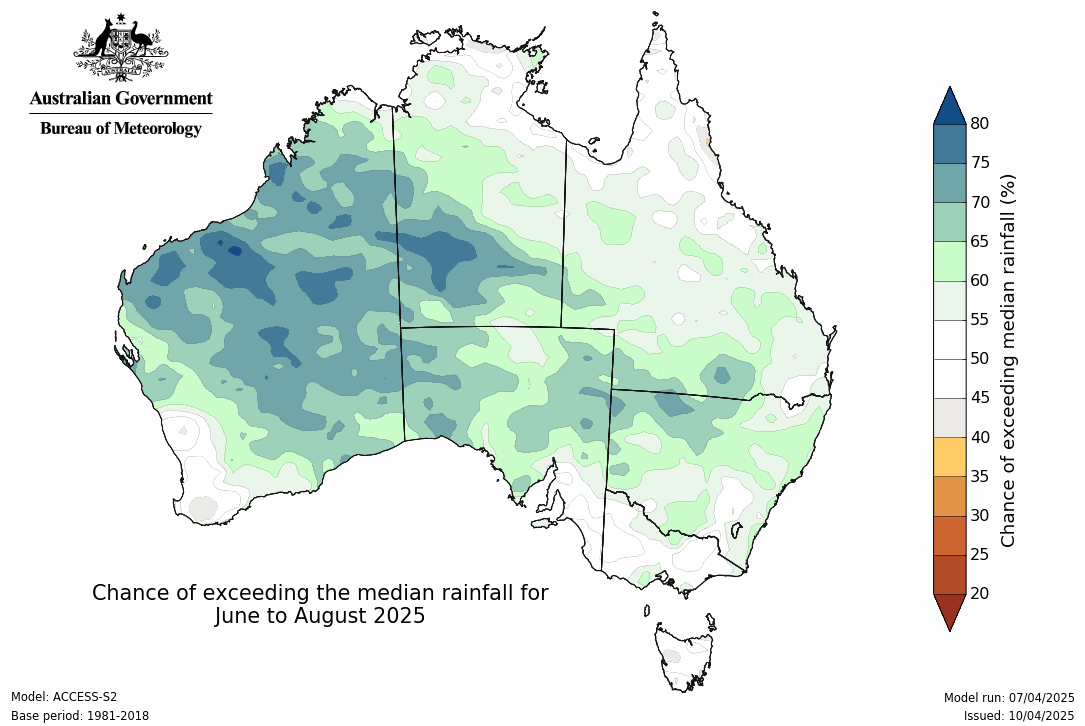 Australian Government
Bureau of Meteorology
80
75
70
65
60
55
50
45
40
35
30
25
20
Chance of exceeding median rainfall (%)
Chance of exceeding the median rainfall for
June to August 2025
Model: ACCESS-S2
Base period: 1981-2018
Model run: 07/04/2025
Issued: 10/04/2025